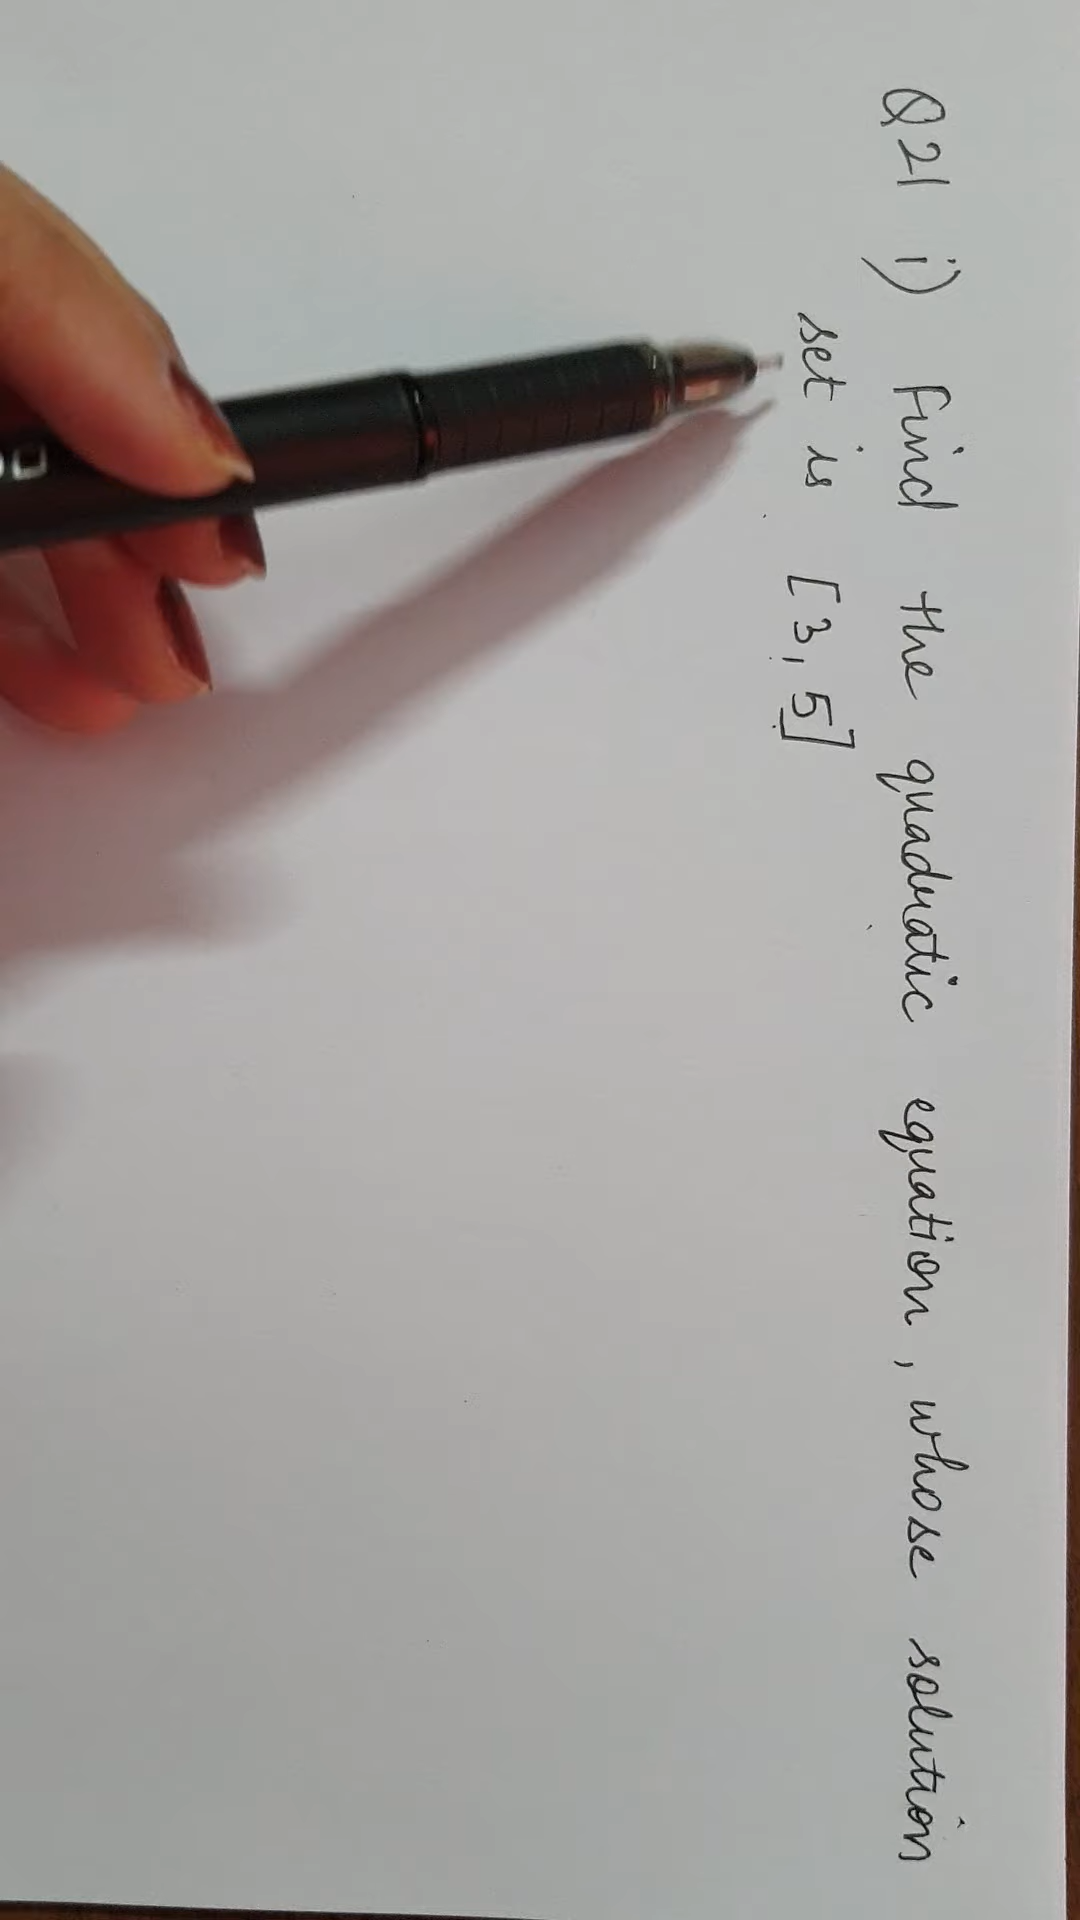 Q21 i) Find the quadratic equation, whose solution
set is [3, 5]